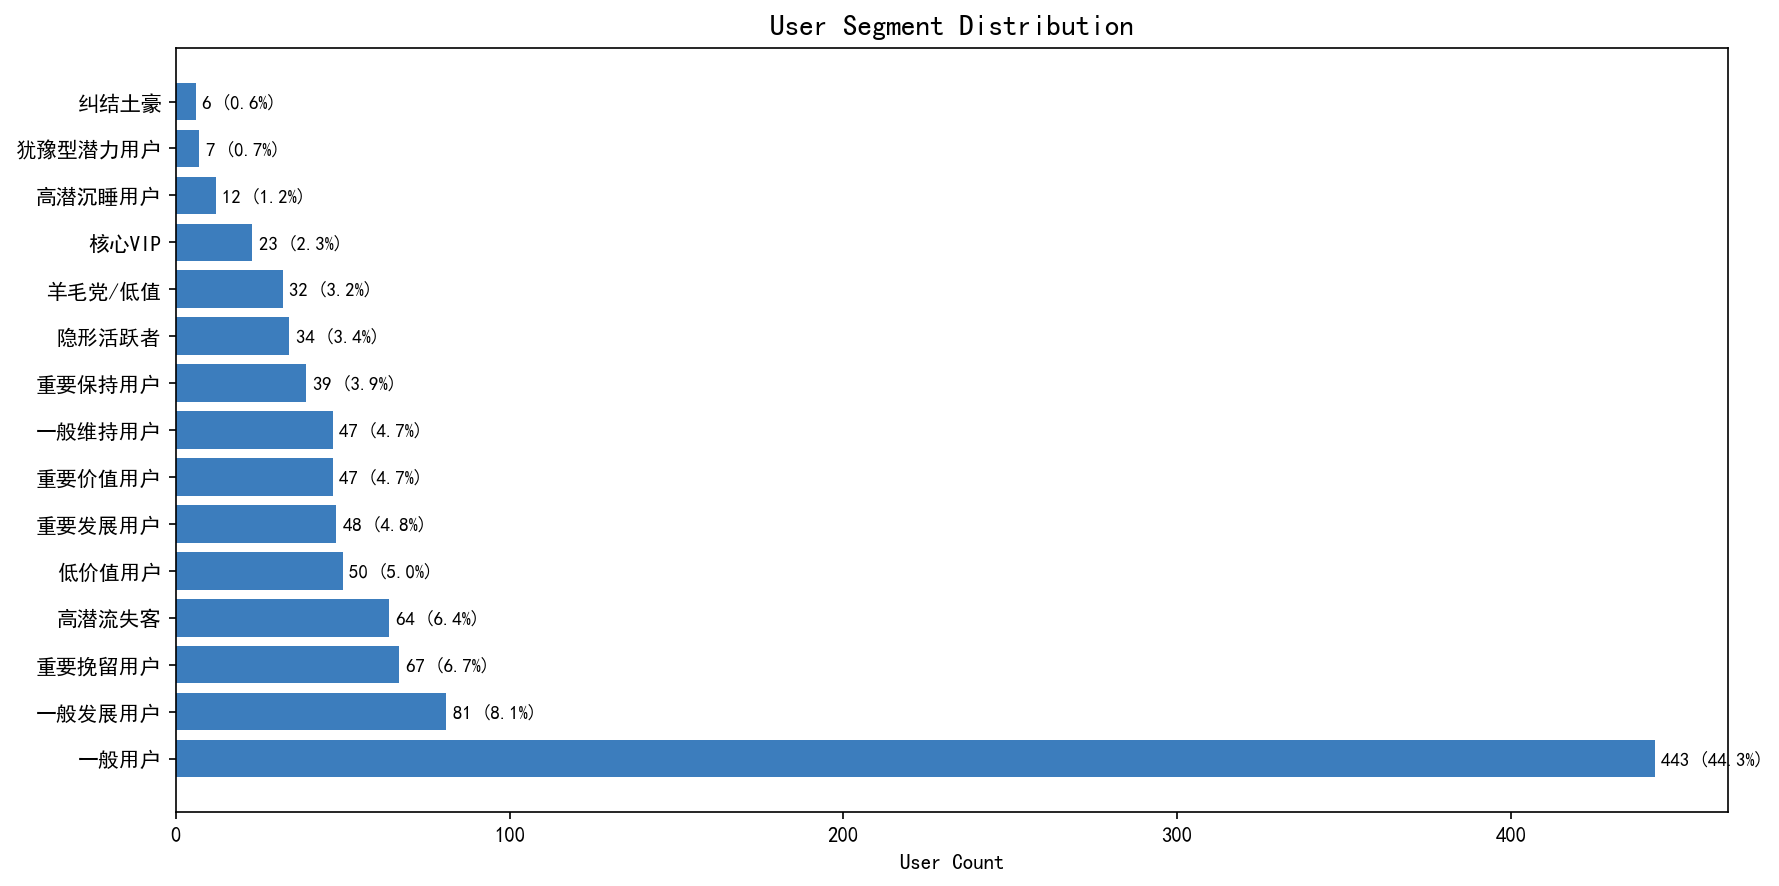 User Segment Distribution
纠结土豪 6 (0.6%)
犹豫型潜力用户 7 (0.7%)
高潜沉睡用户 12 (1.2%)
核心VIP 23 (2.3%)
羊毛党/低值 32 (3.2%)
隐形活跃者 34 (3.4%)
重要保持用户 39 (3.9%)
一般维持用户 47 (4.7%)
重要价值用户 47 (4.7%)
重要发展用户 48 (4.8%)
低价值用户 50 (5.0%)
高潜流失客 64 (6.4%)
重要挽留用户 67 (6.7%)
一般发展用户 81 (8.1%)
一般用户 443 (44.3%)
0 100 200 300 400
User Count